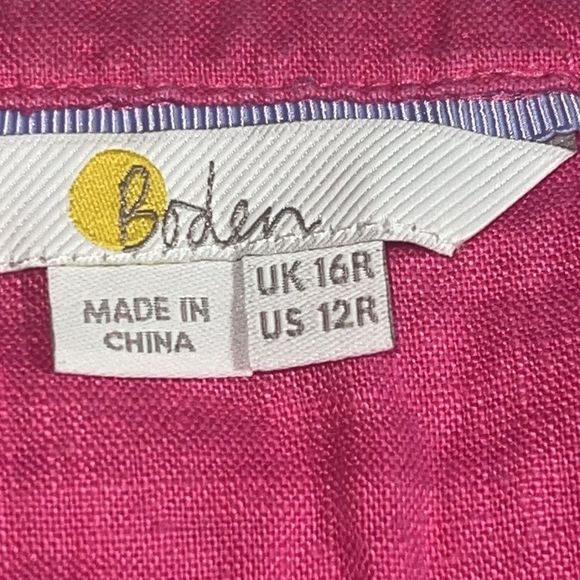 Boden
MADE IN
CHINA
UK 16R
US 12R